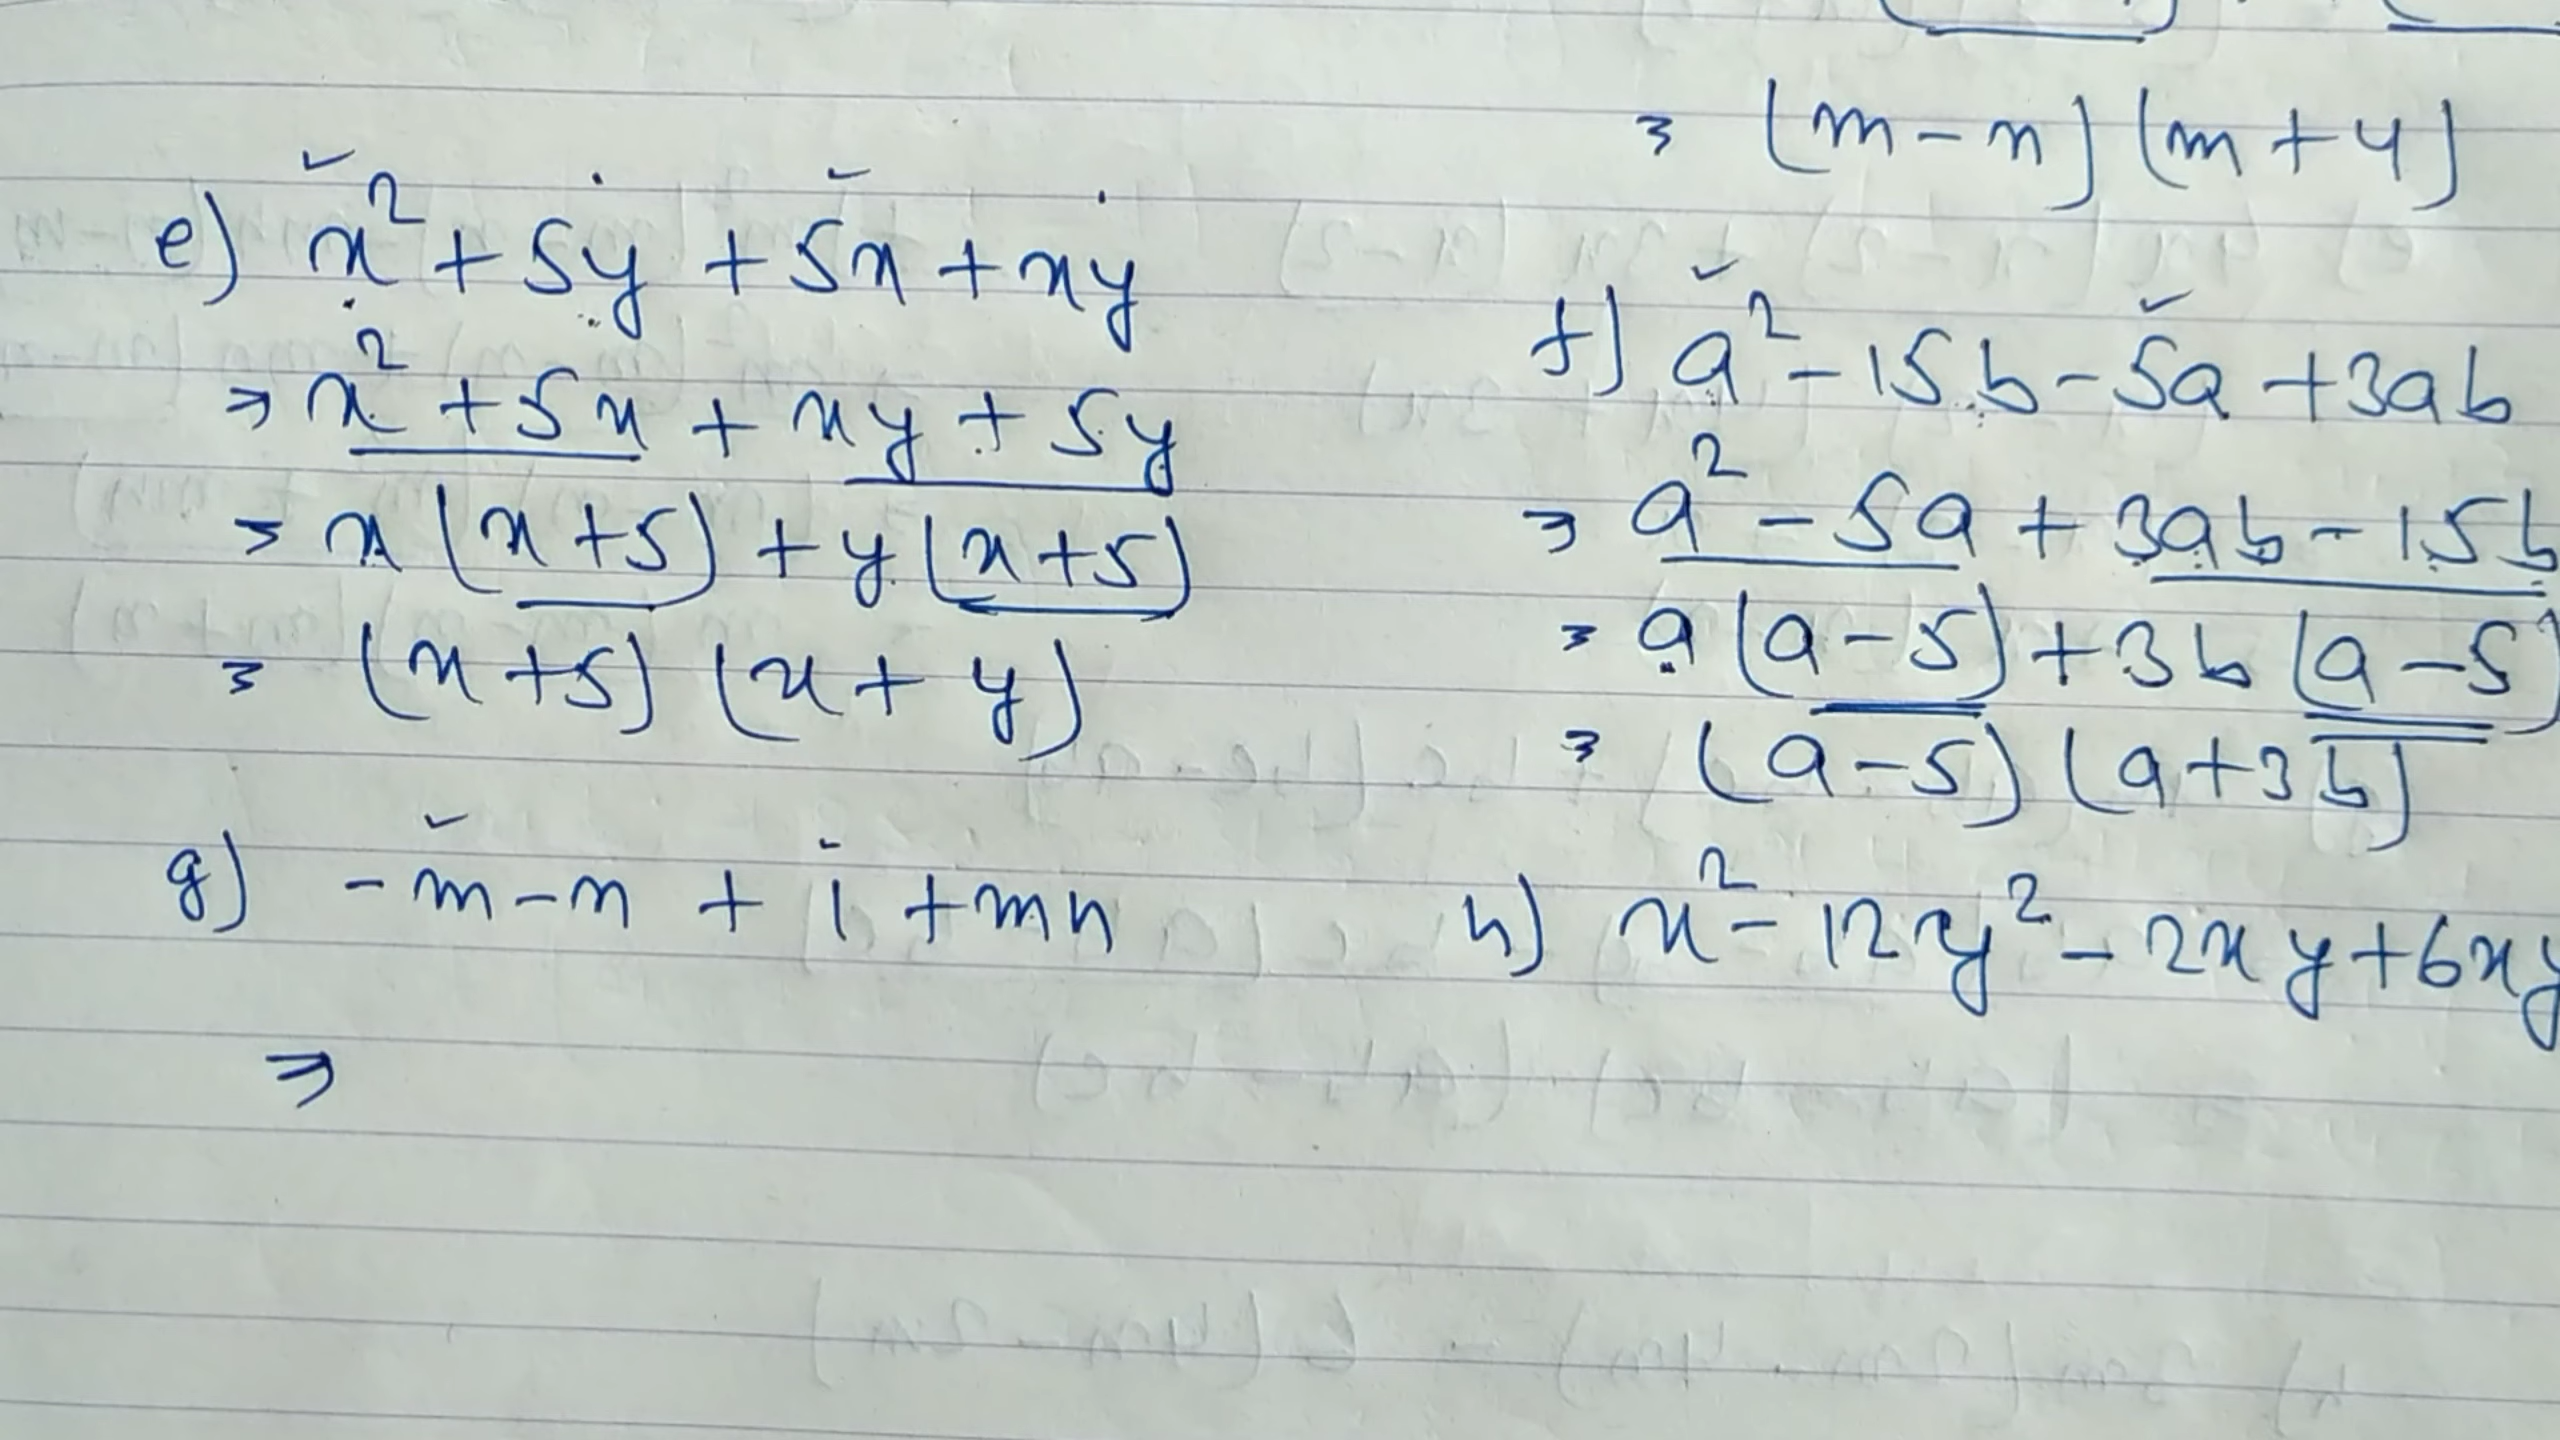 ⇒ (m-n) (m+4)
e) x² + 5y + 5x + xy
⇒ x² + 5x + xy + 5y
⇒ x (x+5) + y (x+5)
⇒ (x+5) (x+y)
f) a² - 15b - 5a + 3ab
⇒ a² - 5a + 3ab - 15b
⇒ a (a-5) + 3b (a-5)
⇒ (a-5) (a+3b)
g) -m-n + 1 + mn
⇒
h) x² - 12y² - 2xy + 6xy